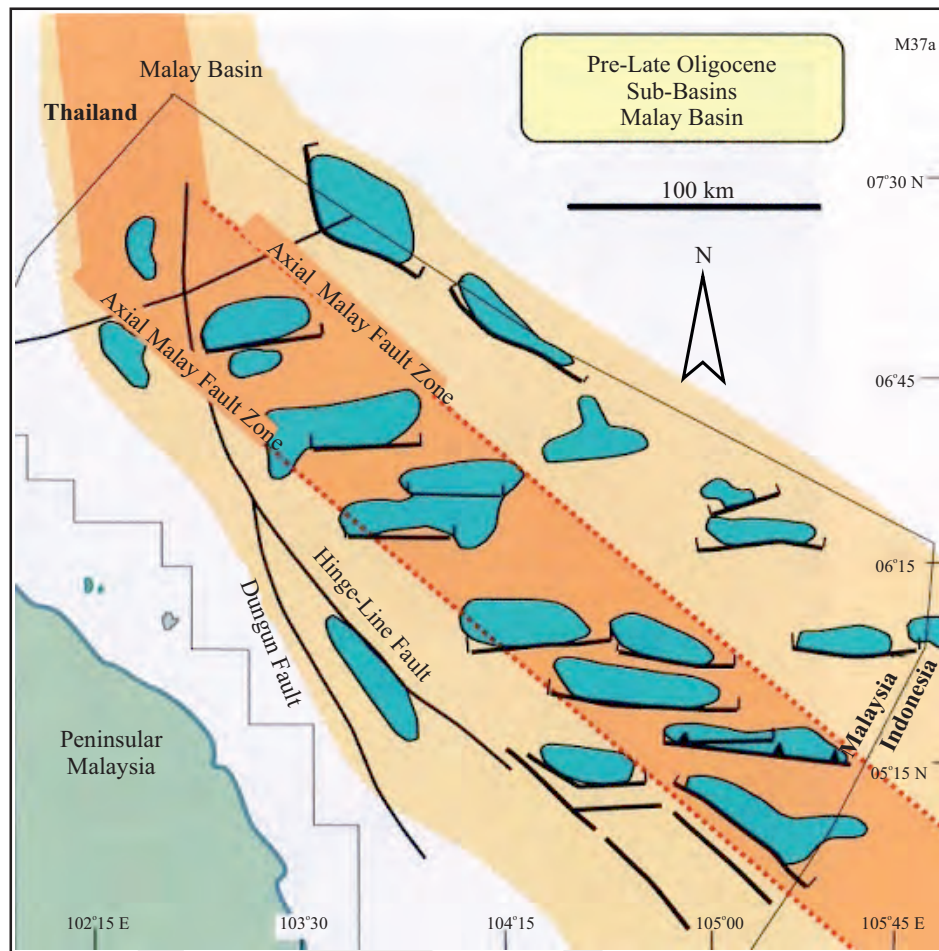 M37a
Pre-Late Oligocene
Sub-Basins
Malay Basin
Malay Basin
Thailand
100 km
07°30 N
N
Axial Malay Fault Zone
Axial Malay Fault Zone
06°45
06°15
Hinge-Line Fault
Dungun Fault
Malaysia
Indonesia
Peninsular
Malaysia
05°15 N
102°15 E
103°30
104°15
105°00
105°45 E